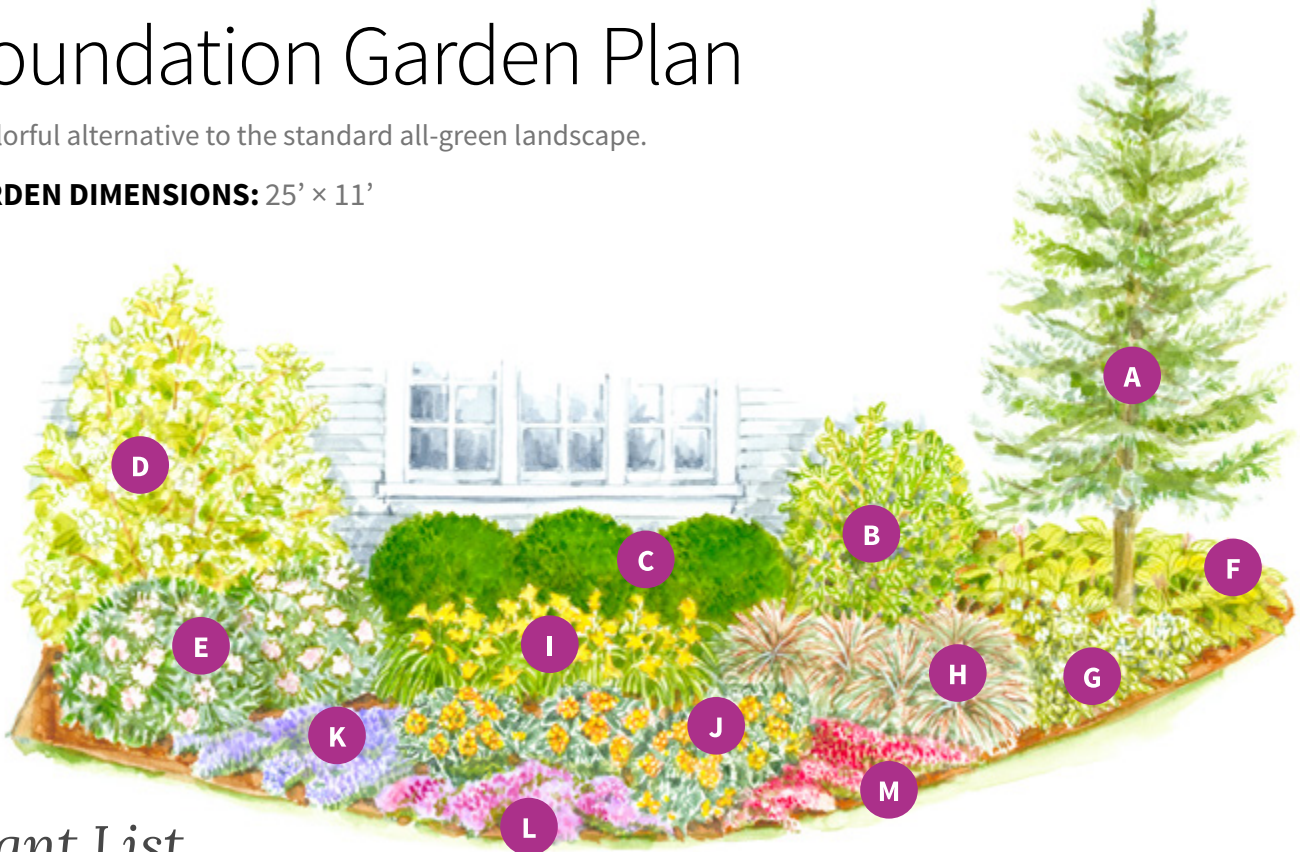 oundation Garden Plan
lorful alternative to the standard all-green landscape.
RDEN DIMENSIONS: 25’ × 11’
A
D
B
C
F
I
E
H
G
J
K
M
L
ant List